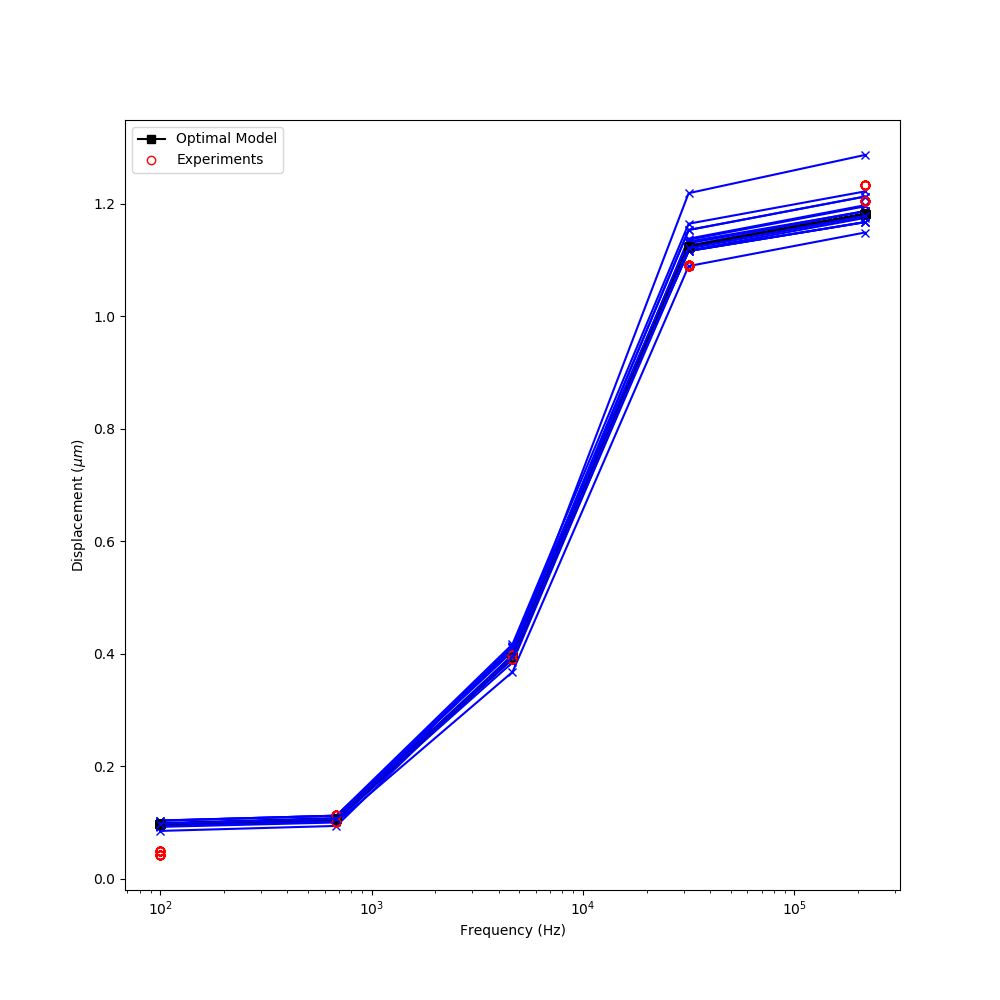 Optimal Model
Experiments
1.2
1.0
0.8
0.6
0.4
0.2
0.0
Displacement (μm)
10²
10³
10⁴
10⁵
Frequency (Hz)